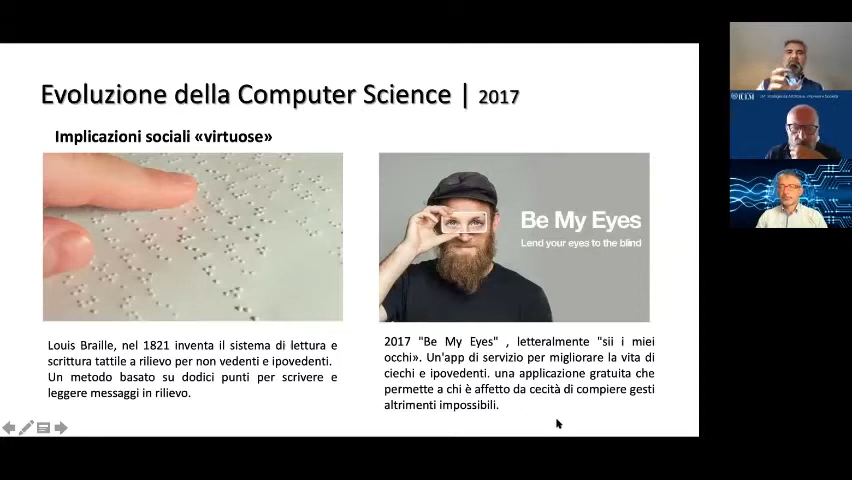 Evoluzione della Computer Science | 2017
Implicazioni sociali «virtuose»
Be My Eyes
Lend your eyes to the blind
Louis Braille, nel 1821 inventa il sistema di lettura e
scrittura tattile a rilievo per non vedenti e ipovedenti.
Un metodo basato su dodici punti per scrivere e
leggere messaggi in rilievo.
2017 "Be My Eyes" , letteralmente "sii i miei
occhi». Un'app di servizio per migliorare la vita di
ciechi e ipovedenti. una applicazione gratuita che
permette a chi è affetto da cecità di compiere gesti
altrimenti impossibili.
IULM